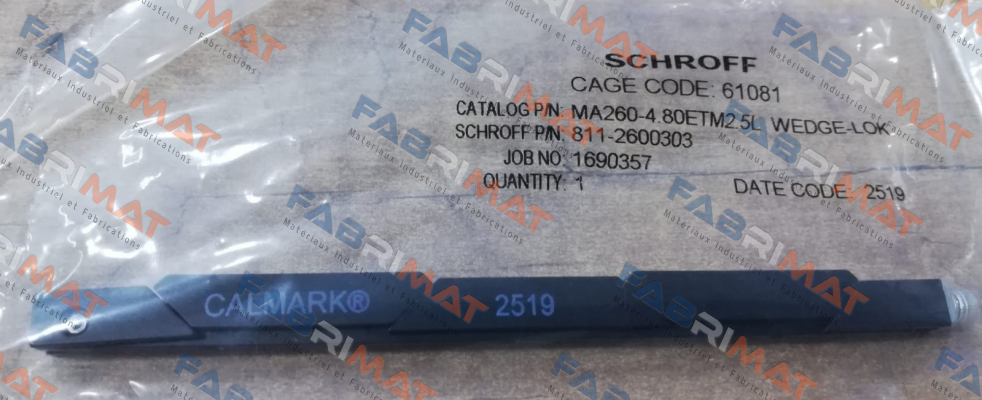 SCHROFF
CAGE CODE: 61081
CATALOG P/N: MA260-4.80ETM2.5L WEDGE-LOK
SCHROFF P/N: 811-2600303
JOB NO: 1690357
QUANTITY: 1 DATE CODE: 2519
CALMARK® 2519
FABRIMAT
Materiaux Industriel et Fabrications